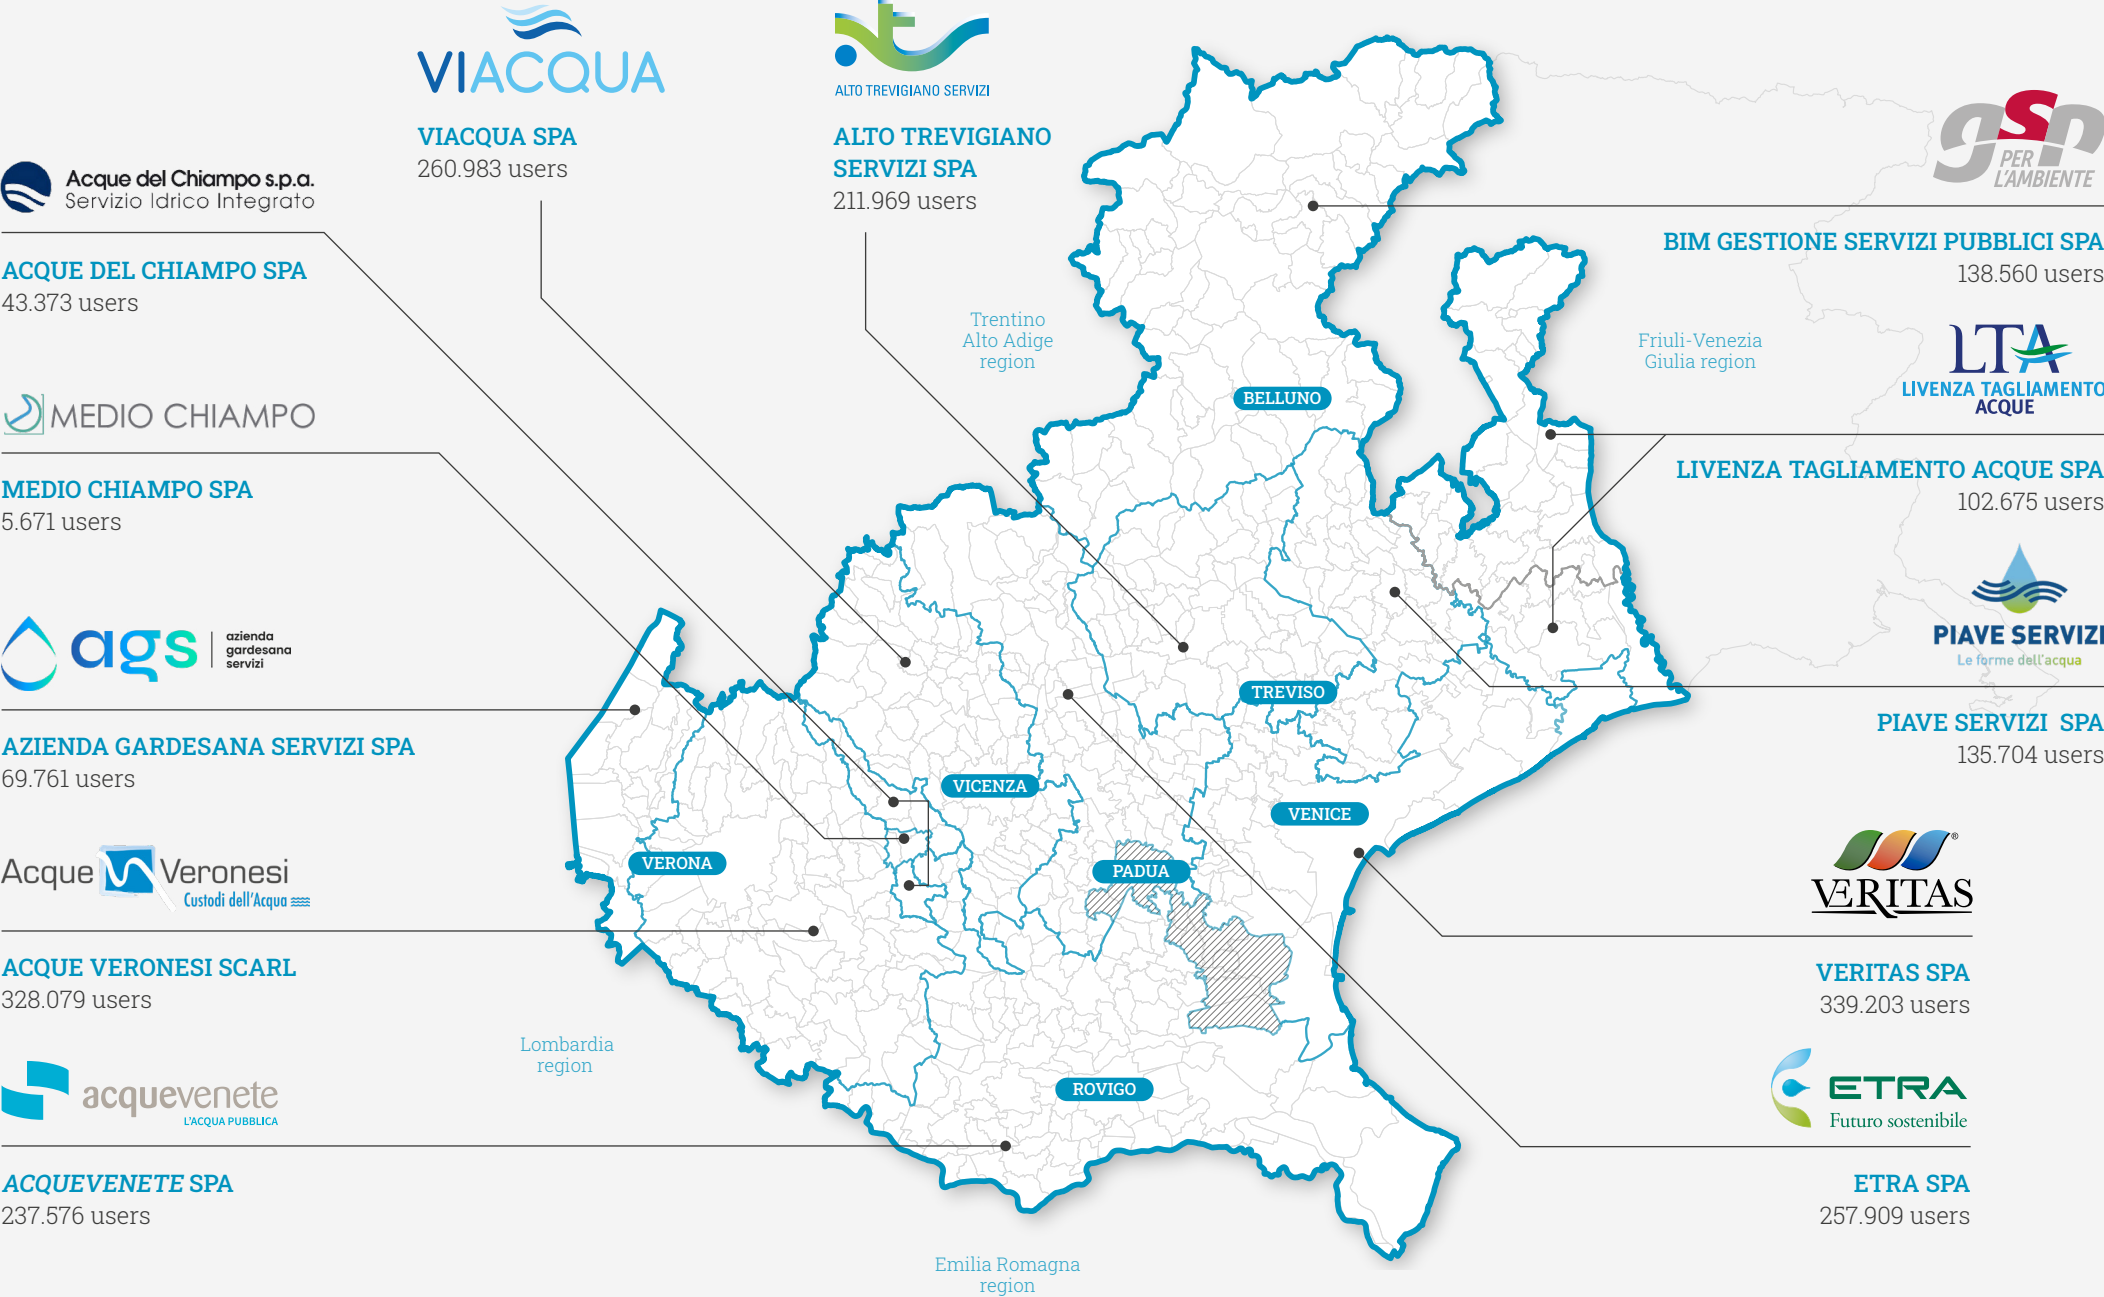 VIACQUA
VIACQUA SPA
260.983 users
ALTO TREVIGIANO SERVIZI
ALTO TREVIGIANO
SERVIZI SPA
211.969 users
Acque del Chiampo s.p.a.
Servizio Idrico Integrato
ACQUE DEL CHIAMPO SPA
43.373 users
MEDIO CHIAMPO
MEDIO CHIAMPO SPA
5.671 users
ags
azienda
gardesana
servizi
AZIENDA GARDESANA SERVIZI SPA
69.761 users
Acque Veronesi
Custodi dell'Acqua
ACQUE VERONESI SCARL
328.079 users
acquevenete
L'ACQUA PUBBLICA
ACQUEVENETE SPA
237.576 users
Trentino
Alto Adige
region
Friuli-Venezia
Giulia region
Lombardia
region
Emilia Romagna
region
BELLUNO
TREVISO
VICENZA
VENICE
VERONA
PADUA
ROVIGO
gsp
PER
L'AMBIENTE
BIM GESTIONE SERVIZI PUBBLICI SPA
138.560 users
LTA
LIVENZA TAGLIAMENTO
ACQUE
LIVENZA TAGLIAMENTO ACQUE SPA
102.675 users
PIAVE SERVIZI
Le forme dell'acqua
PIAVE SERVIZI SPA
135.704 users
®
VERITAS
VERITAS SPA
339.203 users
ETRA
Futuro sostenibile
ETRA SPA
257.909 users